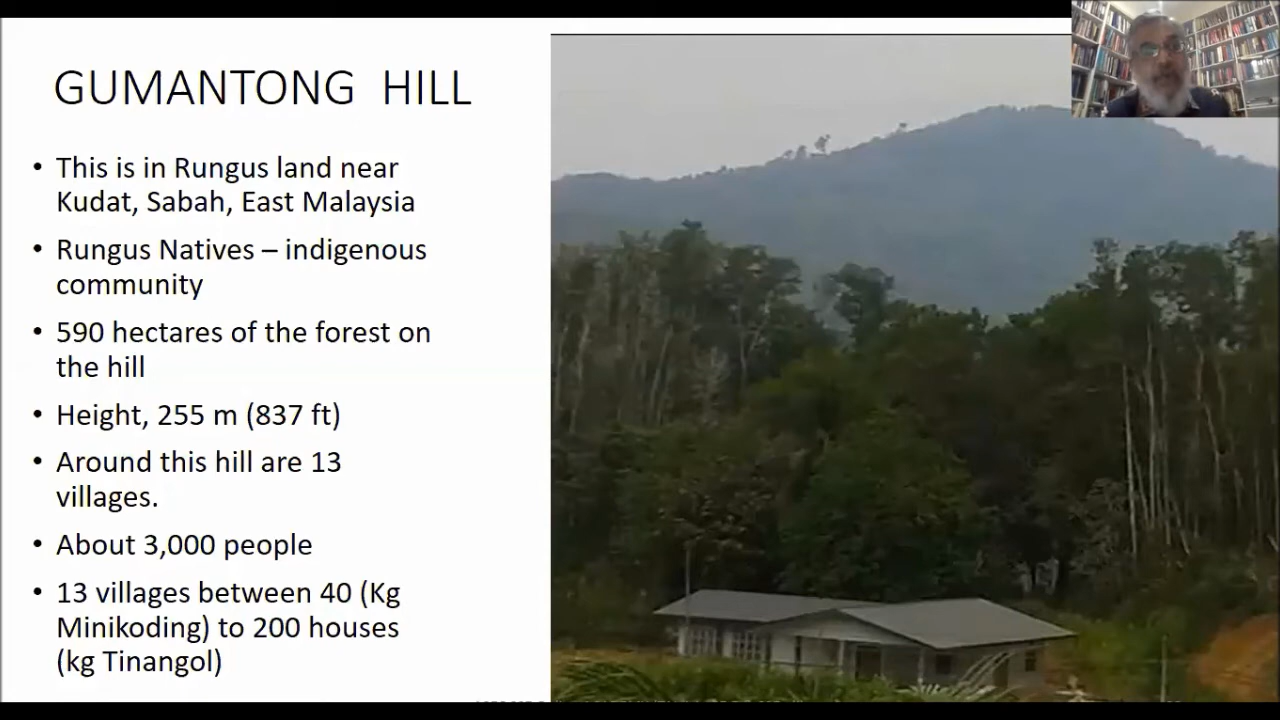 GUMANTONG HILL
• This is in Rungus land near
Kudat, Sabah, East Malaysia
• Rungus Natives – indigenous
community
• 590 hectares of the forest on
the hill
• Height, 255 m (837 ft)
• Around this hill are 13
villages.
• About 3,000 people
• 13 villages between 40 (Kg
Minikoding) to 200 houses
(kg Tinangol)